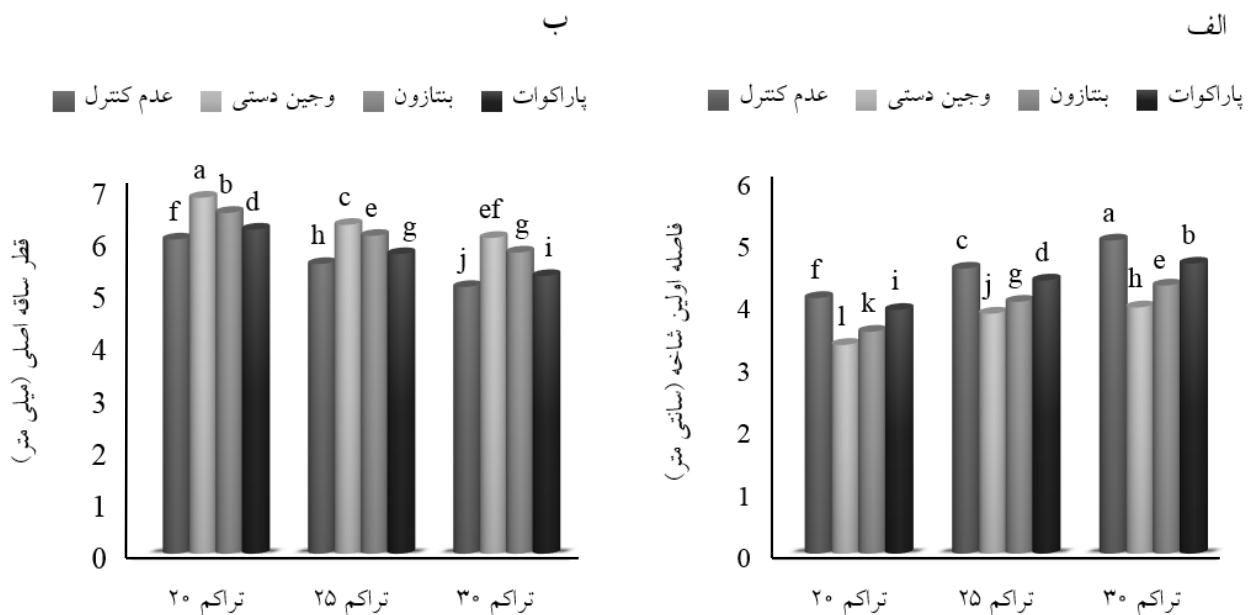 الف
پاراکوات بنتازون وجین دستی عدم کنترل
فاصله اولین شاخه (سانتی متر)
6
5
4
3
2
1
0
f l k i
c j g d
a h e b
تراکم ۲۰ تراکم ۲۵ تراکم ۳۰
ب
پاراکوات بنتازون وجین دستی عدم کنترل
قطر ساقه اصلی (میلی متر)
7
6
5
4
3
2
1
0
f a b d
h c e g
j ef g i
تراکم ۲۰ تراکم ۲۵ تراکم ۳۰